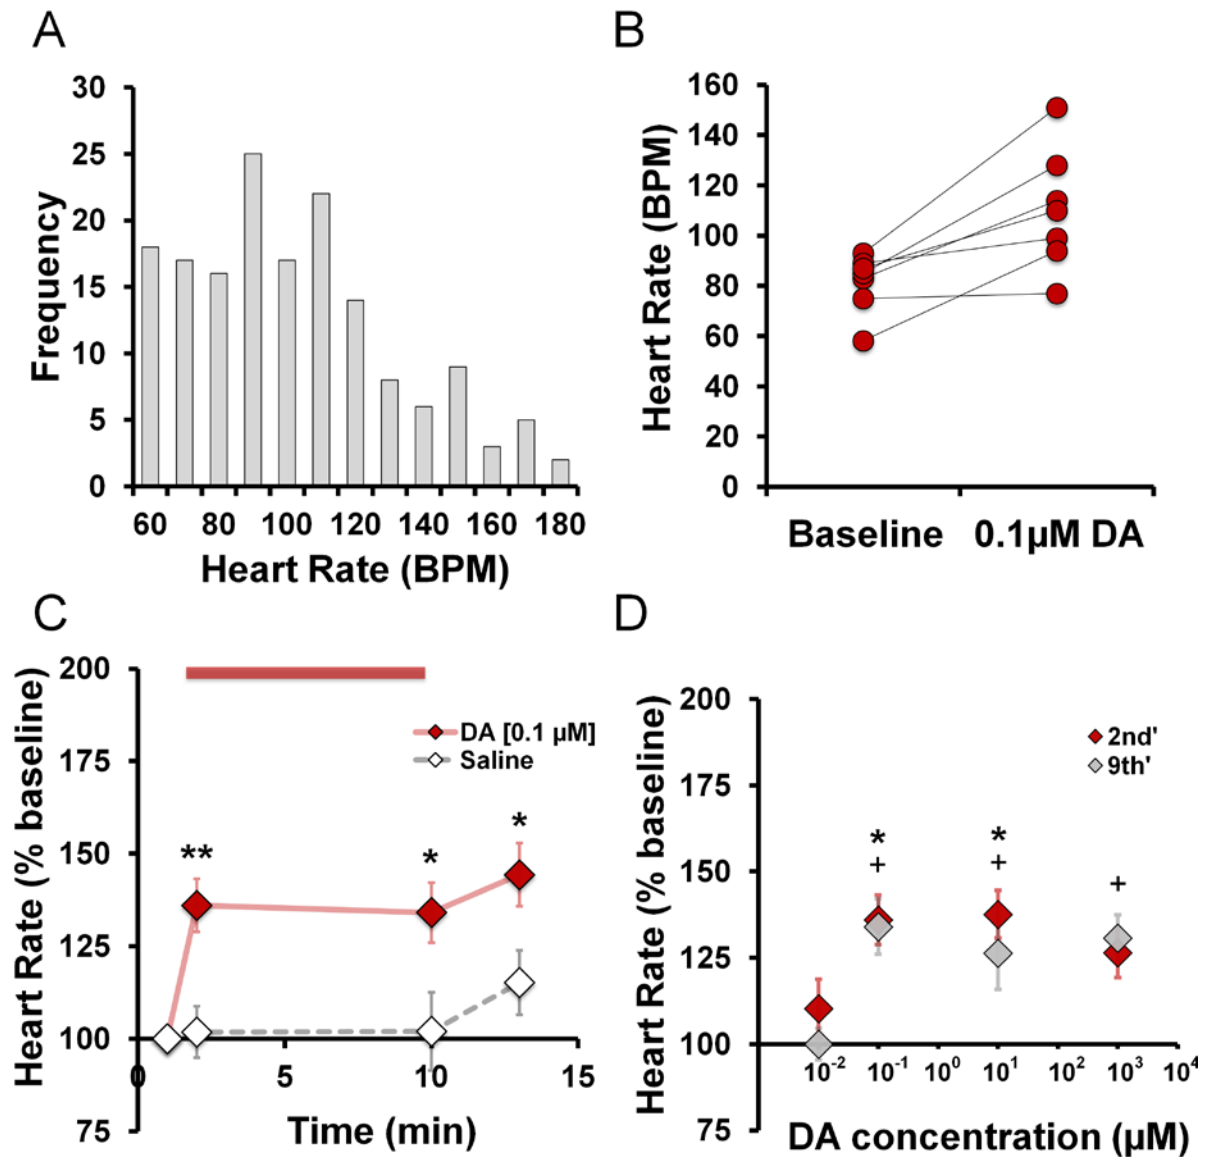 A
30
25
20
15
10
5
0
Frequency
60 80 100 120 140 160 180
Heart Rate (BPM)
B
160
140
120
100
80
60
40
20
0
Heart Rate (BPM)
Baseline 0.1µM DA
C
200
175
150
125
100
75
Heart Rate (% baseline)
DA [0.1 µM]
Saline
** * *
0 5 10 15
Time (min)
D
200
175
150
125
100
75
Heart Rate (% baseline)
2nd'
9th'
* *
+ + +
10⁻² 10⁻¹ 10⁰ 10¹ 10² 10³ 10⁴
DA concentration (µM)